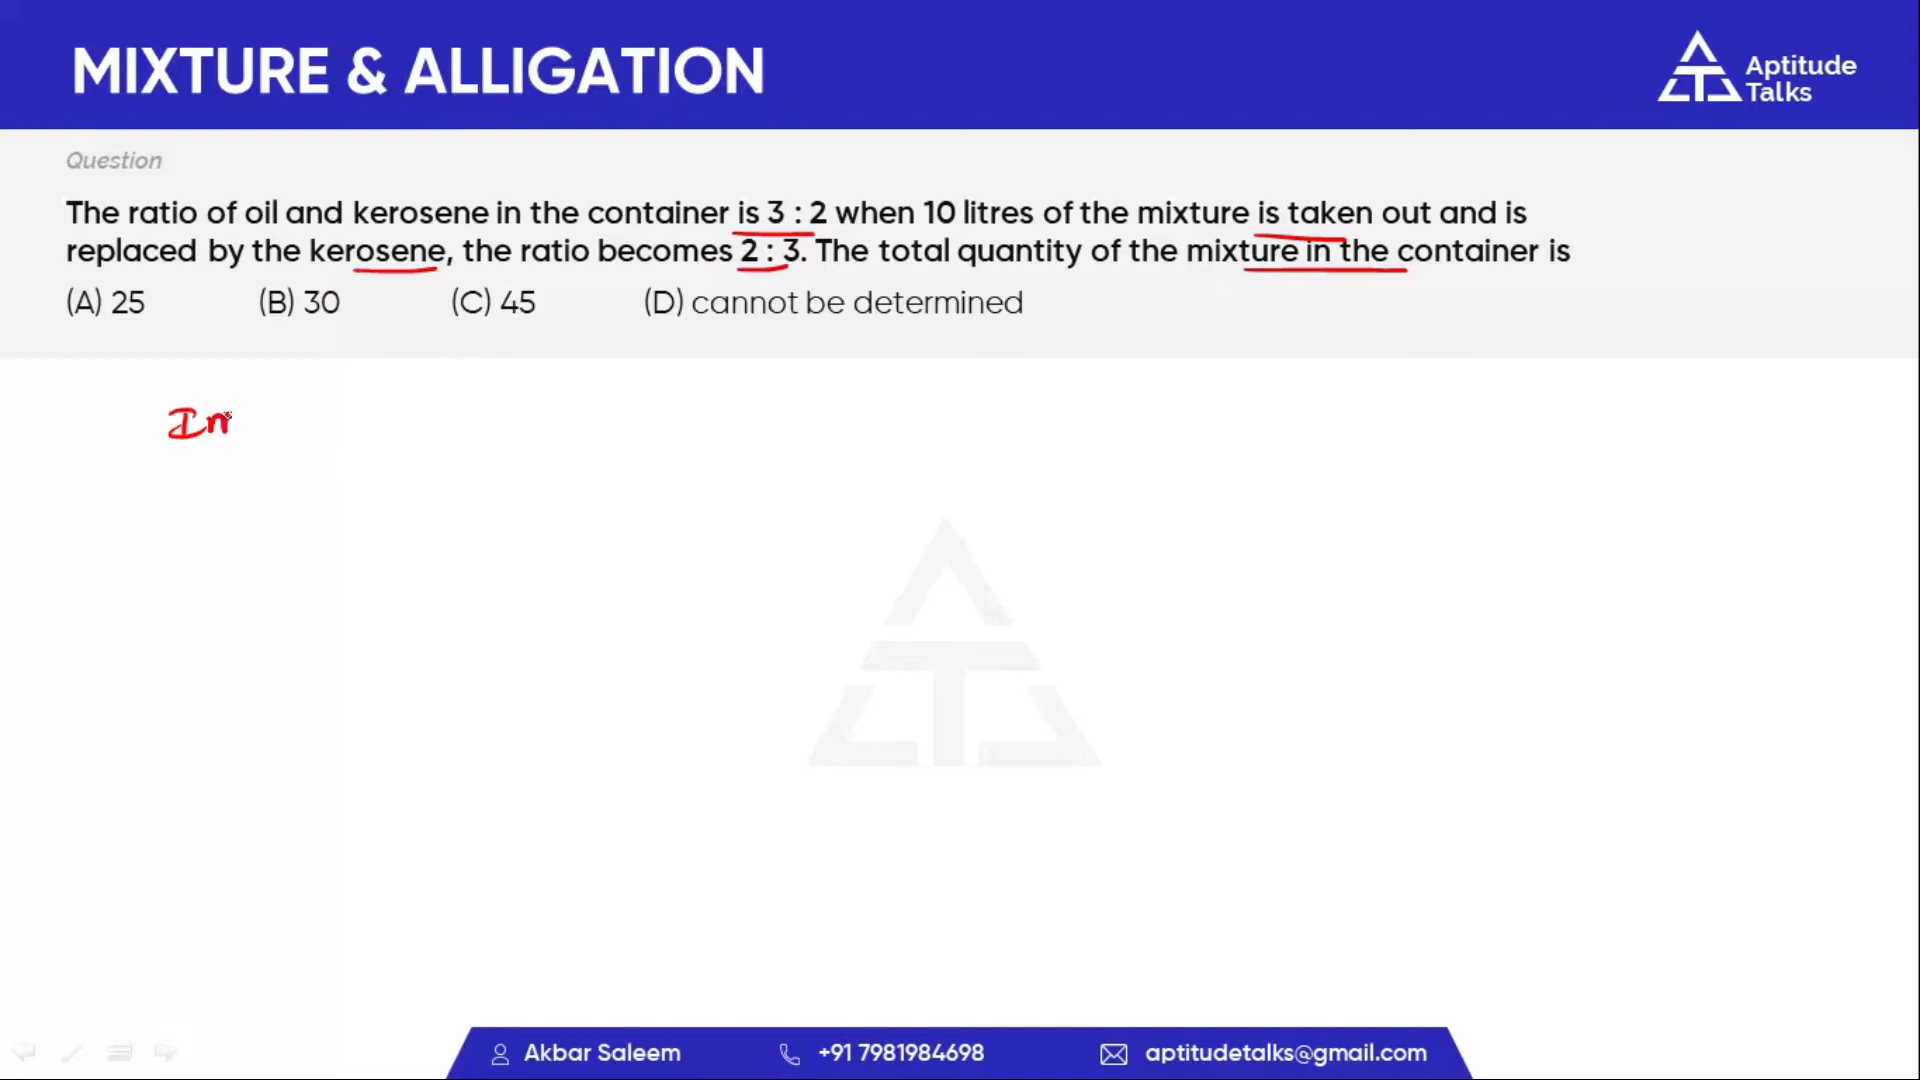 MIXTURE & ALLIGATION
Aptitude
Talks
Question
The ratio of oil and kerosene in the container is 3 : 2 when 10 litres of the mixture is taken out and is
replaced by the kerosene, the ratio becomes 2 : 3. The total quantity of the mixture in the container is
(A) 25 (B) 30 (C) 45 (D) cannot be determined
In
Akbar Saleem +91 7981984698 aptitudetalks@gmail.com